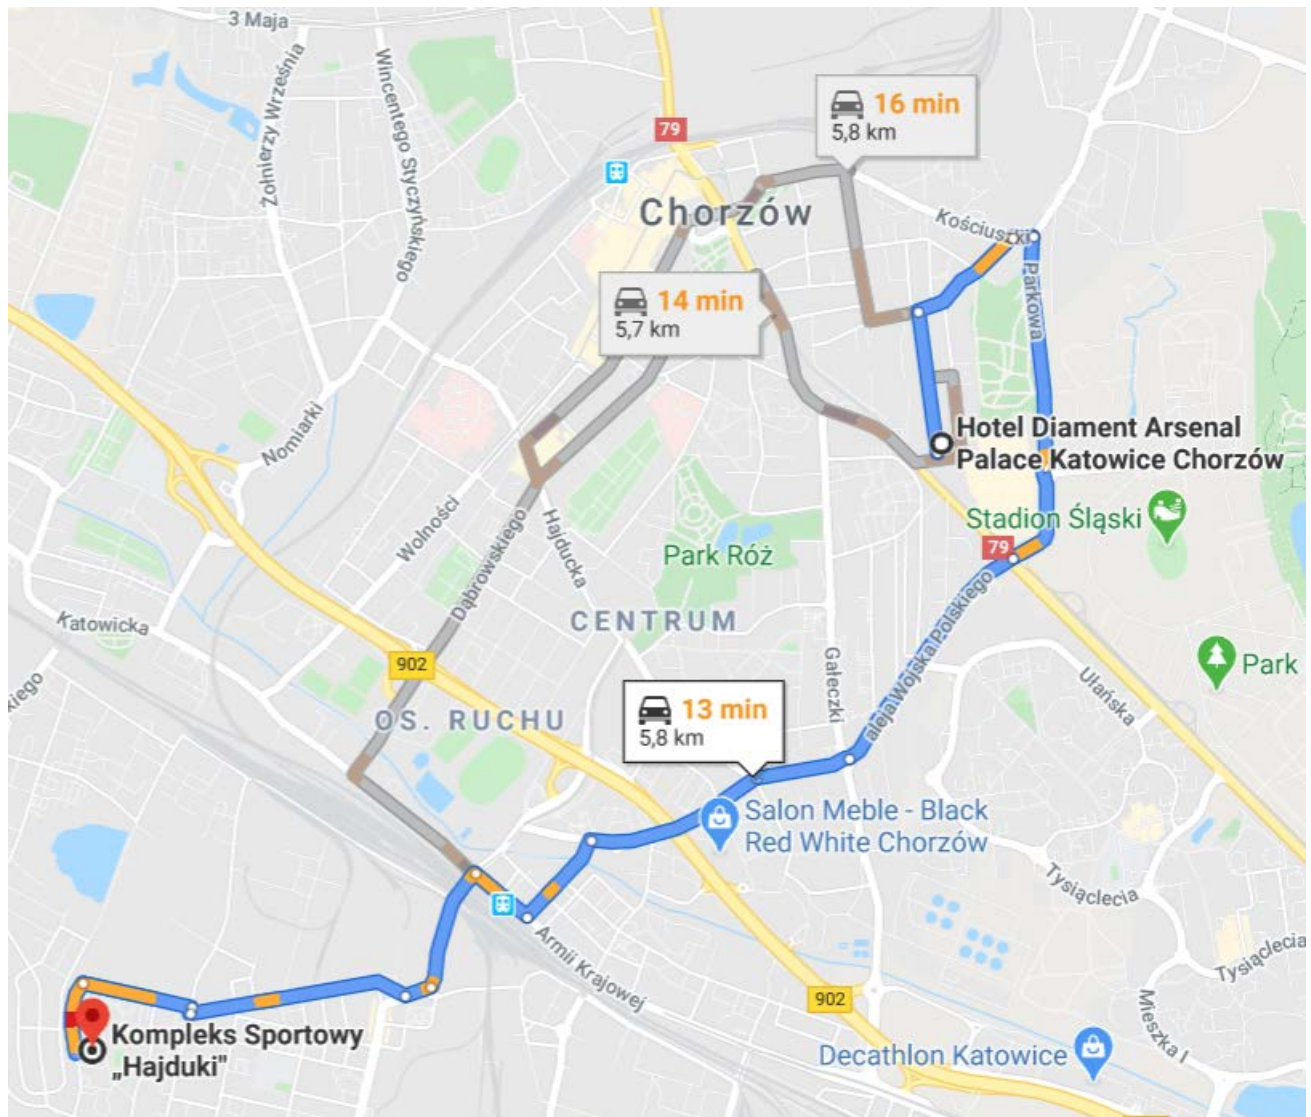 3 Maja
Żołnierzy Września
Wincentego Styczyńskiego
79
16 min
5,8 km
Chorzów
Kościuszki
Parkowa
14 min
5,7 km
Nomiarki
Hotel Diament Arsenal
Palace Katowice Chorzów
Wolności
Hajducka
Dąbrowskiego
Stadion Śląski
79
Park Róż
aleja Wojska Polskiego
CENTRUM
Katowicka
902
Gałeczki
Park
Ułańska
13 min
5,8 km
OS. RUCHU
Salon Meble - Black
Red White Chorzów
Tysiąclecia
Armii Krajowej
Tysiąclecia
902
Mieszka I
Kompleks Sportowy
„Hajduki"
Decathlon Katowice